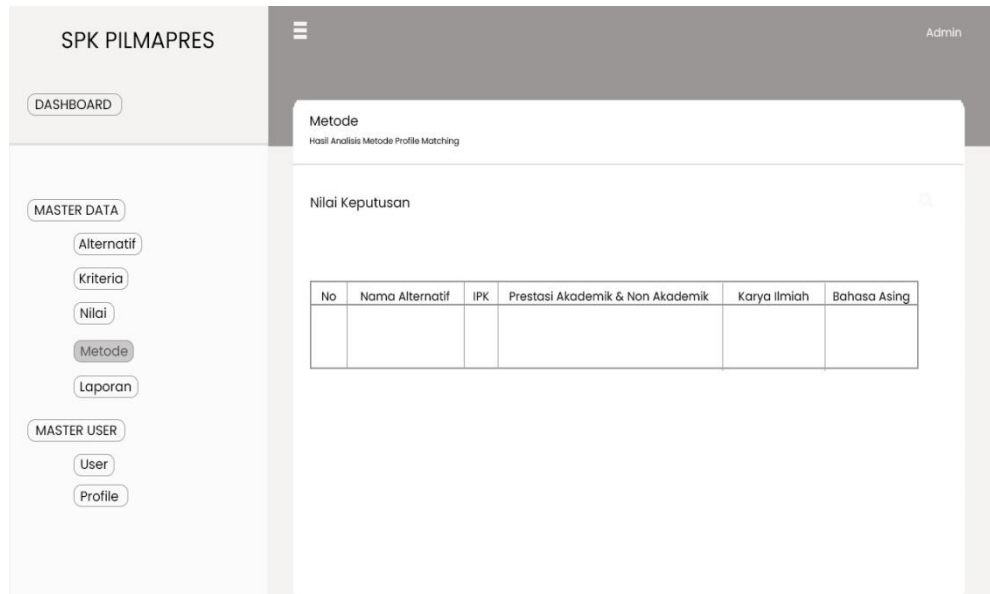 SPK PILMAPRES
DASHBOARD
MASTER DATA
Alternatif
Kriteria
Nilai
Metode
Laporan
MASTER USER
User
Profile
Admin
Metode
Hasil Analisis Metode Profile Matching
Nilai Keputusan
No Nama Alternatif IPK Prestasi Akademik & Non Akademik Karya Ilmiah Bahasa Asing